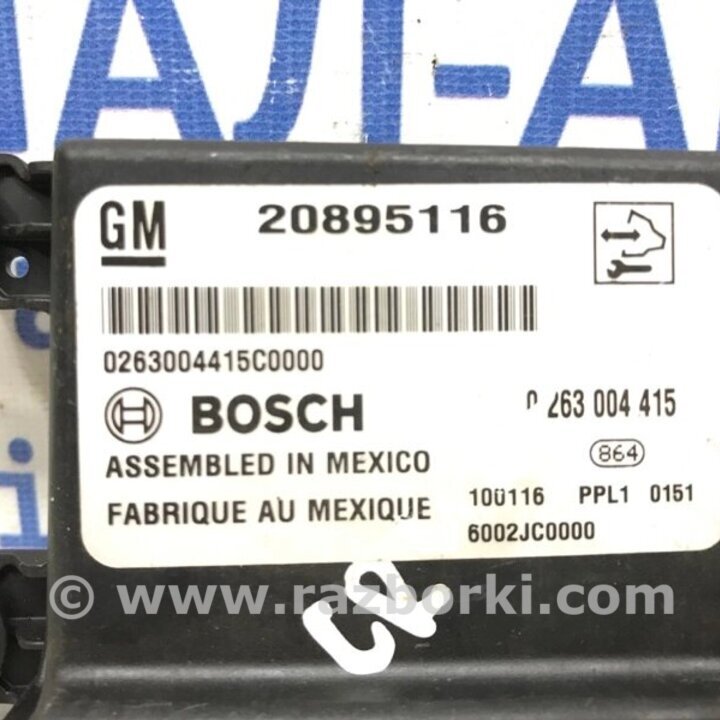 GM 20895116
0263004415C0000
BOSCH 0 263 004 415
864
ASSEMBLED IN MEXICO
FABRIQUE AU MEXIQUE
100116 PPL1 0151
6002JC0000
© www.razborki.com